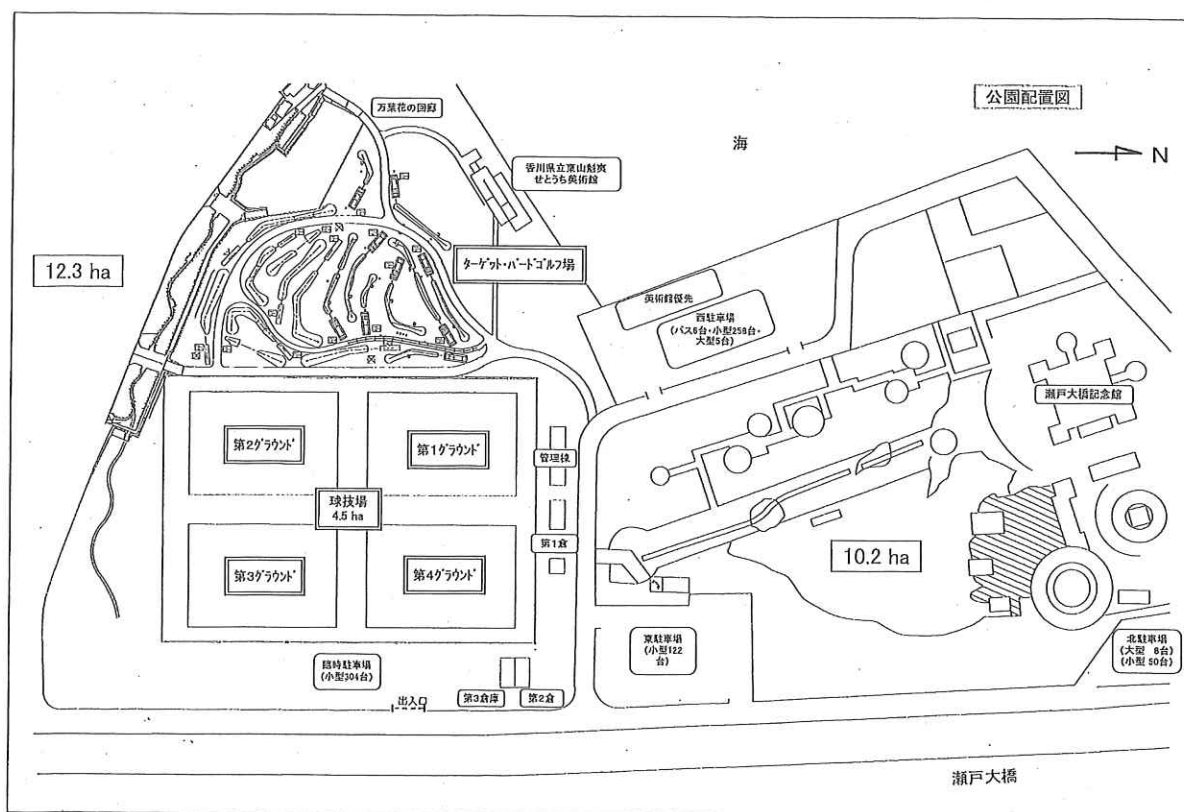 公園配置図
万葉花の回廊
海
N
香川県立東山魁夷
せとうち美術館
12.3 ha
ターゲット・バードゴルフ場
美術館優先
西駐車場
(バス6台・小型258台・
大型5台)
瀬戸大橋記念館
第2グラウンド
第1グラウンド
管理棟
球技場
4.5 ha
第1倉
10.2 ha
第3グラウンド
第4グラウンド
東駐車場
(小型122
台)
北駐車場
(大型 8台)
(小型 50台)
臨時駐車場
(小型304台)
第3倉庫
第2倉
出入口
瀬戸大橋